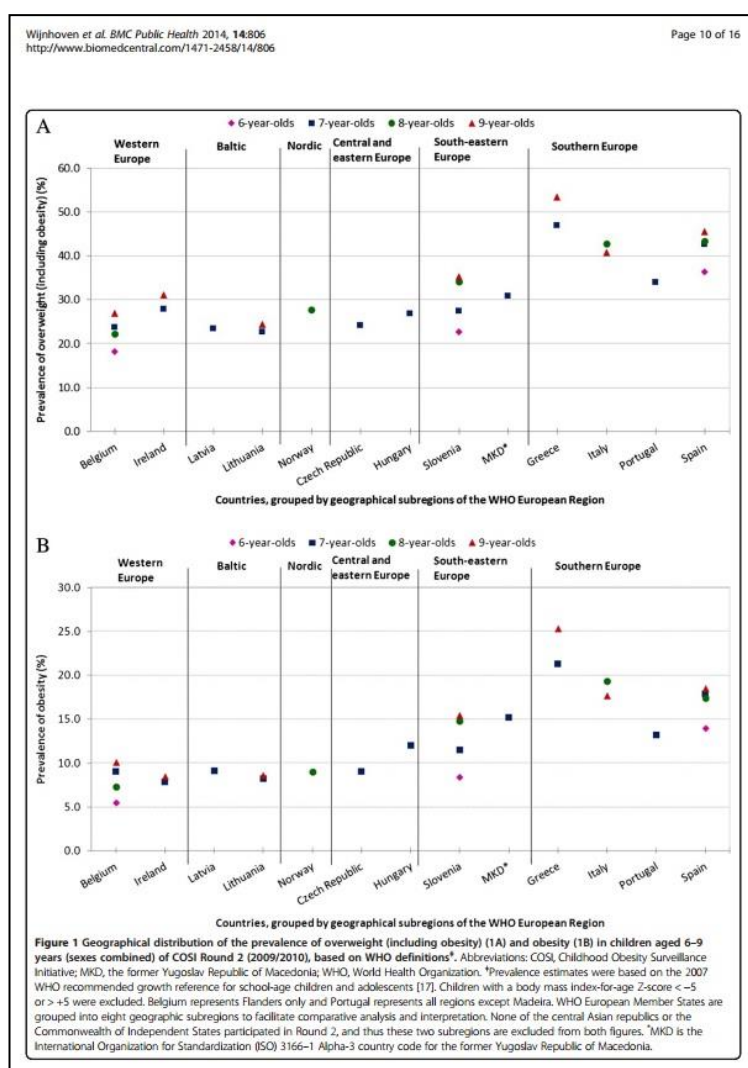 Wijnhoven et al. BMC Public Health 2014, 14:806
Page 10 of 16
http://www.biomedcentral.com/1471-2458/14/806
A
6-year-olds 7-year-olds 8-year-olds 9-year-olds
Western Europe
Baltic
Nordic
Central and eastern Europe
South-eastern Europe
Southern Europe
Prevalence of overweight (including obesity) (%)
60.0
50.0
40.0
30.0
20.0
10.0
0.0
Belgium
Ireland
Latvia
Lithuania
Norway
Czech Republic
Hungary
Slovenia
MKD*
Greece
Italy
Portugal
Spain
Countries, grouped by geographical subregions of the WHO European Region
B
6-year-olds 7-year-olds 8-year-olds 9-year-olds
Western Europe
Baltic
Nordic
Central and eastern Europe
South-eastern Europe
Southern Europe
Prevalence of obesity (%)
30.0
25.0
20.0
15.0
10.0
5.0
0.0
Belgium
Ireland
Latvia
Lithuania
Norway
Czech Republic
Hungary
Slovenia
MKD*
Greece
Italy
Portugal
Spain
Countries, grouped by geographical subregions of the WHO European Region
Figure 1 Geographical distribution of the prevalence of overweight (including obesity) (1A) and obesity (1B) in children aged 6–9
years (sexes combined) of COSI Round 2 (2009/2010), based on WHO definitions‡. Abbreviations: COSI, Childhood Obesity Surveillance
Initiative; MKD, the former Yugoslav Republic of Macedonia; WHO, World Health Organization. ‡Prevalence estimates were based on the 2007
WHO recommended growth reference for school-age children and adolescents [17]. Children with a body mass index-for-age Z-score < −5
or > +5 were excluded. Belgium represents Flanders only and Portugal represents all regions except Madeira. WHO European Member States are
grouped into eight geographic subregions to facilitate comparative analysis and interpretation. None of the central Asian republics or the
Commonwealth of Independent States participated in Round 2, and thus these two subregions are excluded from both figures. *MKD is the
International Organization for Standardization (ISO) 3166–1 Alpha-3 country code for the former Yugoslav Republic of Macedonia.